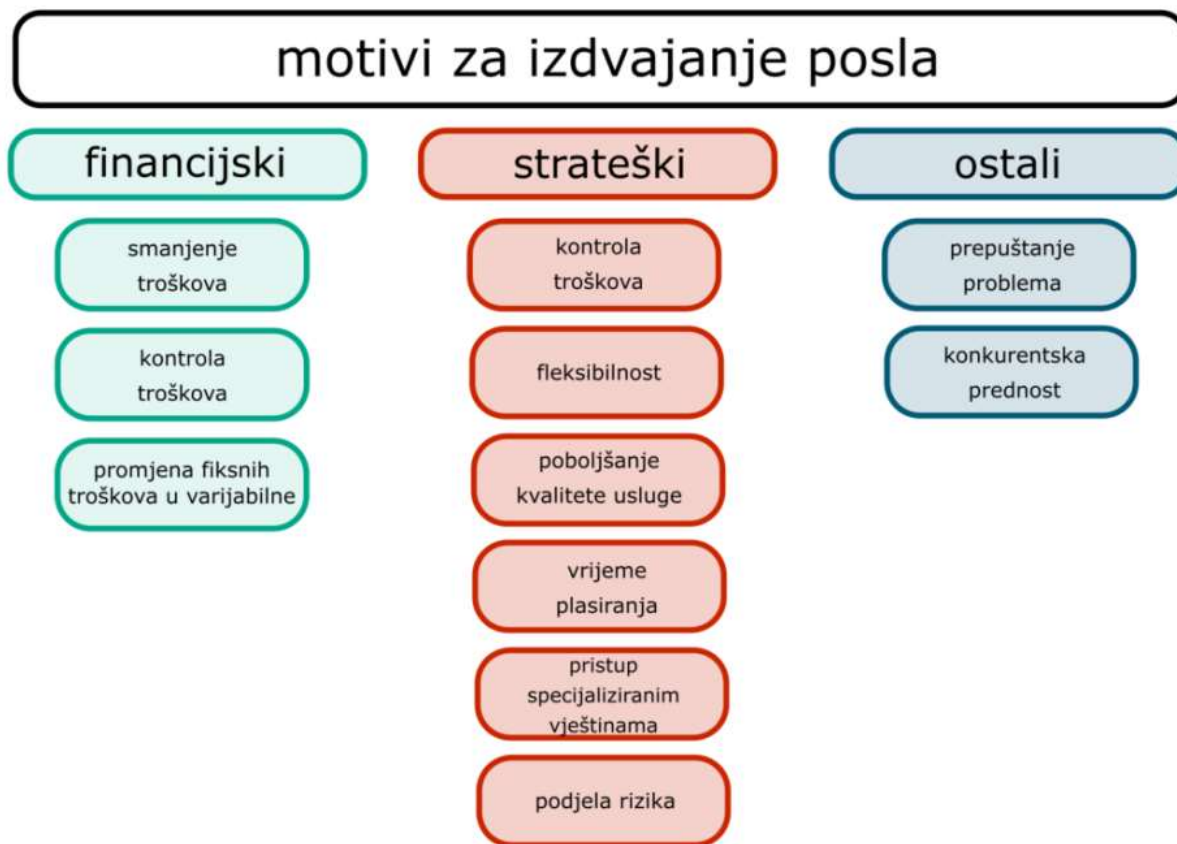 motivi za izdvajanje posla
financijski
smanjenje
troškova
kontrola
troškova
promjena fiksnih
troškova u varijabilne
strateški
kontrola
troškova
fleksibilnost
poboljšanje
kvalitete usluge
vrijeme
plasiranja
pristup
specijaliziranim
vještinama
podjela rizika
ostali
prepuštanje
problema
konkurentska
prednost